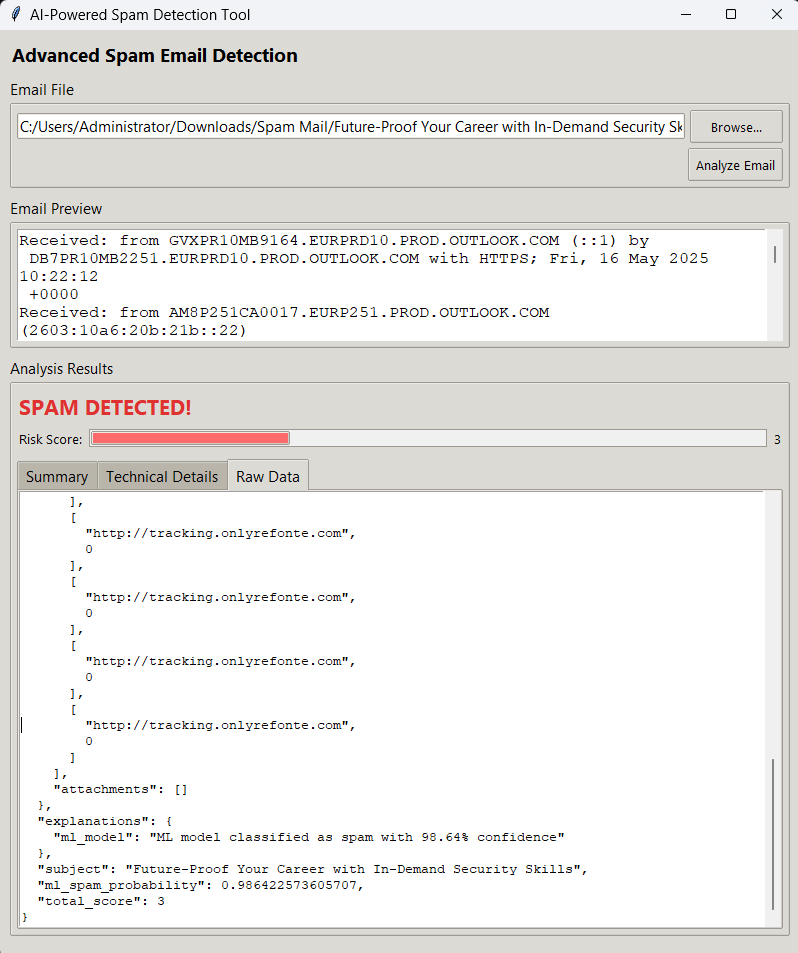 AI-Powered Spam Detection Tool
Advanced Spam Email Detection
Email File
C:/Users/Administrator/Downloads/Spam Mail/Future-Proof Your Career with In-Demand Security Sk
Browse...
Analyze Email
Email Preview
Received: from GVXPR10MB9164.EURPRD10.PROD.OUTLOOK.COM (::1) by
 DB7PR10MB2251.EURPRD10.PROD.OUTLOOK.COM with HTTPS; Fri, 16 May 2025
10:22:12
 +0000
Received: from AM8P251CA0017.EURP251.PROD.OUTLOOK.COM
(2603:10a6:20b:21b::22)
Analysis Results
SPAM DETECTED!
Risk Score: 3
Summary Technical Details Raw Data
      ],
      [
        "http://tracking.onlyrefonte.com",
        0
      ],
      [
        "http://tracking.onlyrefonte.com",
        0
      ],
      [
        "http://tracking.onlyrefonte.com",
        0
      ],
      [
        "http://tracking.onlyrefonte.com",
        0
      ]
    ],
    "attachments": []
  },
  "explanations": {
    "ml_model": "ML model classified as spam with 98.64% confidence"
  },
  "subject": "Future-Proof Your Career with In-Demand Security Skills",
  "ml_spam_probability": 0.986422573605707,
  "total_score": 3
}